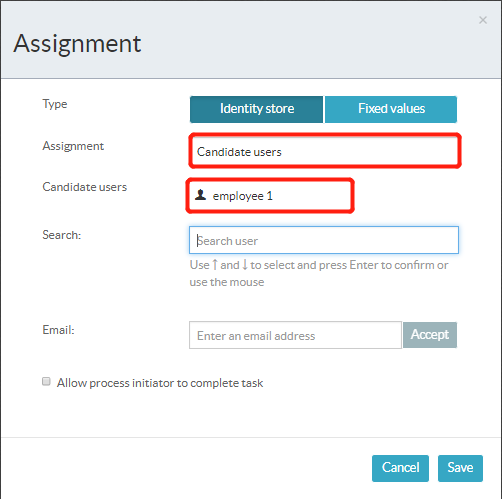 ×
Assignment
Type
Identity store
Fixed values
Assignment
Candidate users
Candidate users
employee 1
Search:
Search user
Use ↑ and ↓ to select and press Enter to confirm or
use the mouse
Email:
Enter an email address
Accept
Allow process initiator to complete task
Cancel
Save